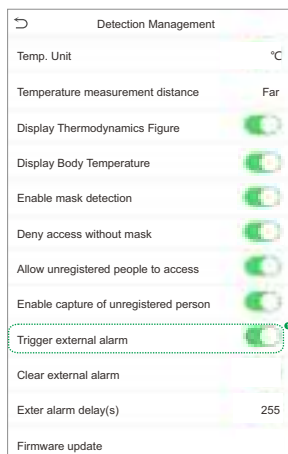 Detection Management
Temp. Unit °C
Temperature measurement distance Far
Display Thermodynamics Figure
Display Body Temperature
Enable mask detection
Deny access without mask
Allow unregistered people to access
Enable capture of unregistered person
Trigger external alarm
Clear external alarm
Exter alarm delay(s) 255
Firmware update